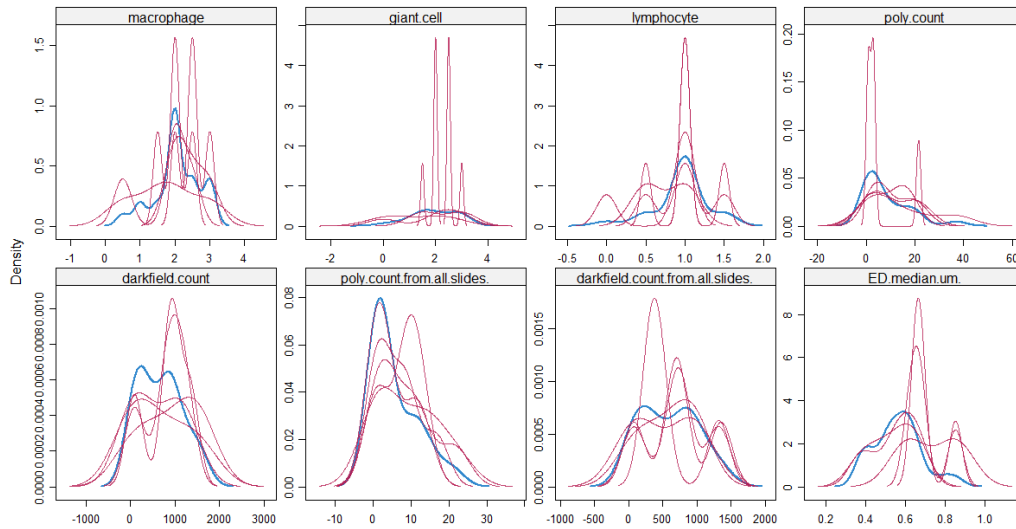 macrophage
giant.cell
lymphocyte
poly.count
0.0 0.5 1.0 1.5
-1 0 1 2 3 4
0 1 2 3 4
-2 0 2 4
0 1 2 3 4
-0.5 0.0 0.5 1.0 1.5 2.0
0.00 0.05 0.10 0.15 0.20
-20 0 20 40 60
Density
darkfield.count
poly.count.from.all.slides.
darkfield.count.from.all.slides.
ED.median.um.
0.0000 0.0002 0.0004 0.0006 0.0008 0.0010
-1000 0 1000 2000 3000
0.00 0.02 0.04 0.06 0.08
-10 0 10 30
0.0000 0.0005 0.0010 0.0015
-500 0 500 1000 2000
0 2 4 6 8
0.2 0.4 0.6 0.8 1.0